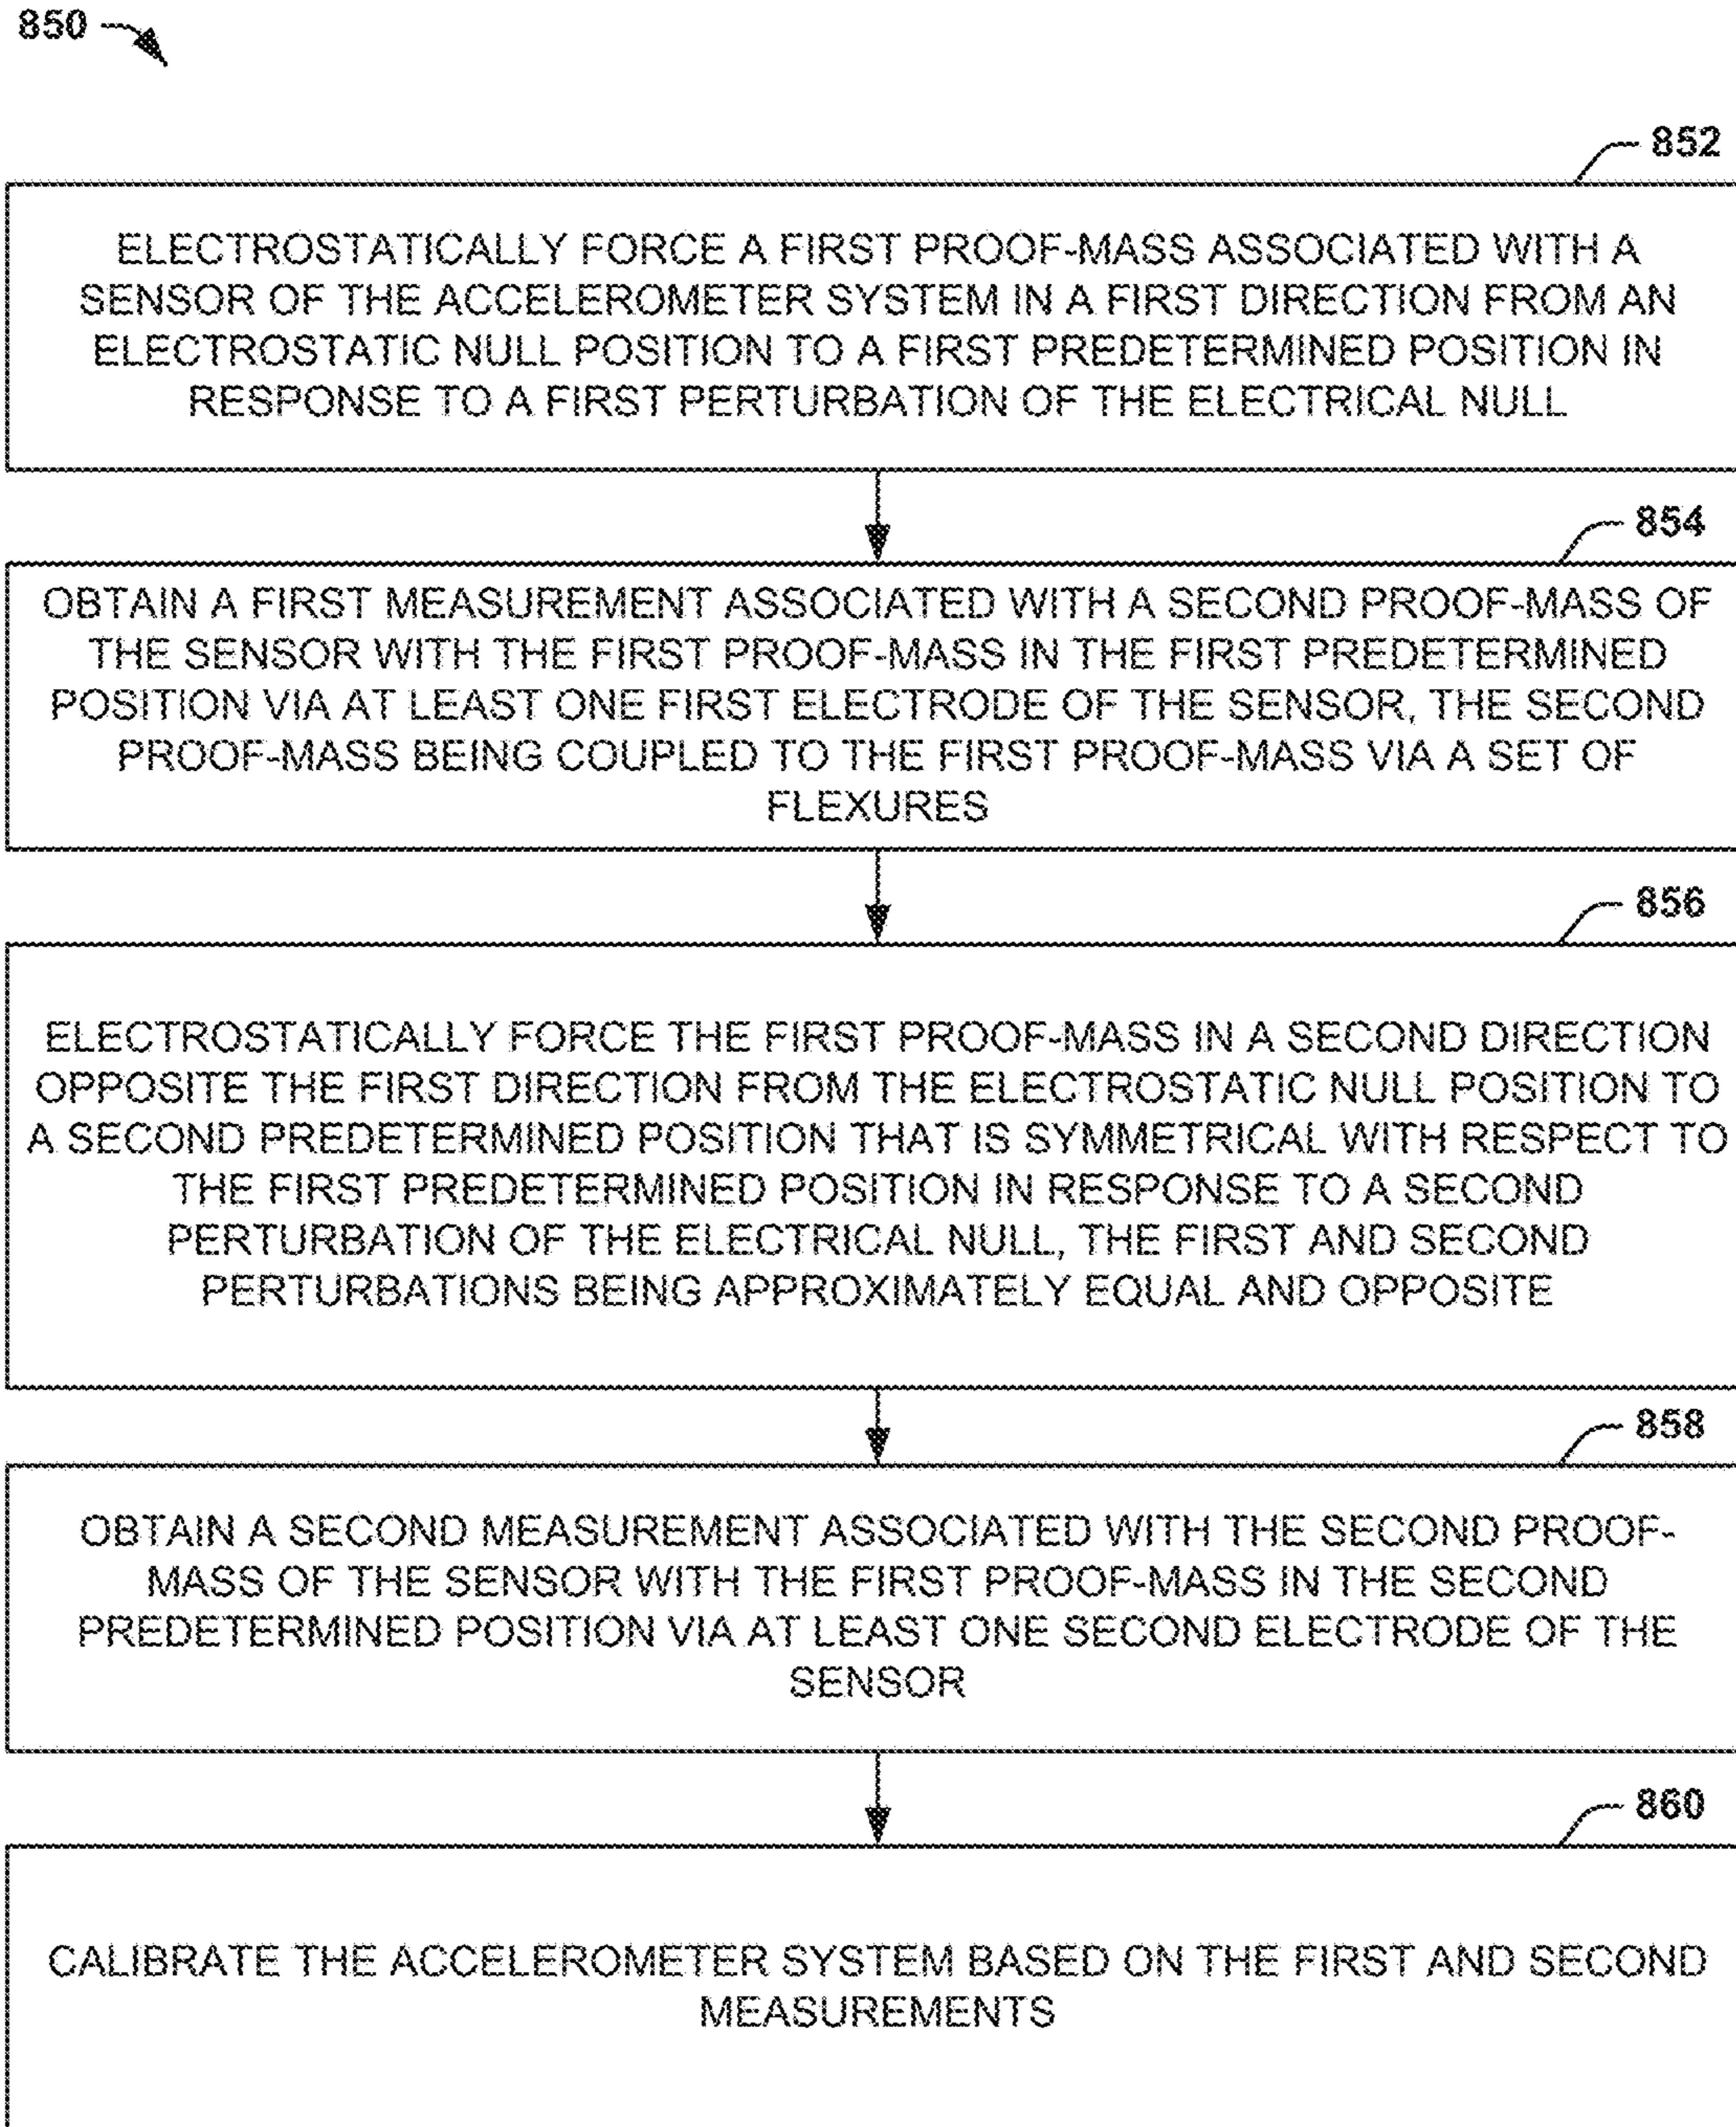 850
852
ELECTROSTATICALLY FORCE A FIRST PROOF-MASS ASSOCIATED WITH A
SENSOR OF THE ACCELEROMETER SYSTEM IN A FIRST DIRECTION FROM AN
ELECTROSTATIC NULL POSITION TO A FIRST PREDETERMINED POSITION IN
RESPONSE TO A FIRST PERTURBATION OF THE ELECTRICAL NULL
854
OBTAIN A FIRST MEASUREMENT ASSOCIATED WITH A SECOND PROOF-MASS OF
THE SENSOR WITH THE FIRST PROOF-MASS IN THE FIRST PREDETERMINED
POSITION VIA AT LEAST ONE FIRST ELECTRODE OF THE SENSOR, THE SECOND
PROOF-MASS BEING COUPLED TO THE FIRST PROOF-MASS VIA A SET OF
FLEXURES
856
ELECTROSTATICALLY FORCE THE FIRST PROOF-MASS IN A SECOND DIRECTION
OPPOSITE THE FIRST DIRECTION FROM THE ELECTROSTATIC NULL POSITION TO
A SECOND PREDETERMINED POSITION THAT IS SYMMETRICAL WITH RESPECT TO
THE FIRST PREDETERMINED POSITION IN RESPONSE TO A SECOND
PERTURBATION OF THE ELECTRICAL NULL, THE FIRST AND SECOND
PERTURBATIONS BEING APPROXIMATELY EQUAL AND OPPOSITE
858
OBTAIN A SECOND MEASUREMENT ASSOCIATED WITH THE SECOND PROOF-
MASS OF THE SENSOR WITH THE FIRST PROOF-MASS IN THE SECOND
PREDETERMINED POSITION VIA AT LEAST ONE SECOND ELECTRODE OF THE
SENSOR
860
CALIBRATE THE ACCELEROMETER SYSTEM BASED ON THE FIRST AND SECOND
MEASUREMENTS